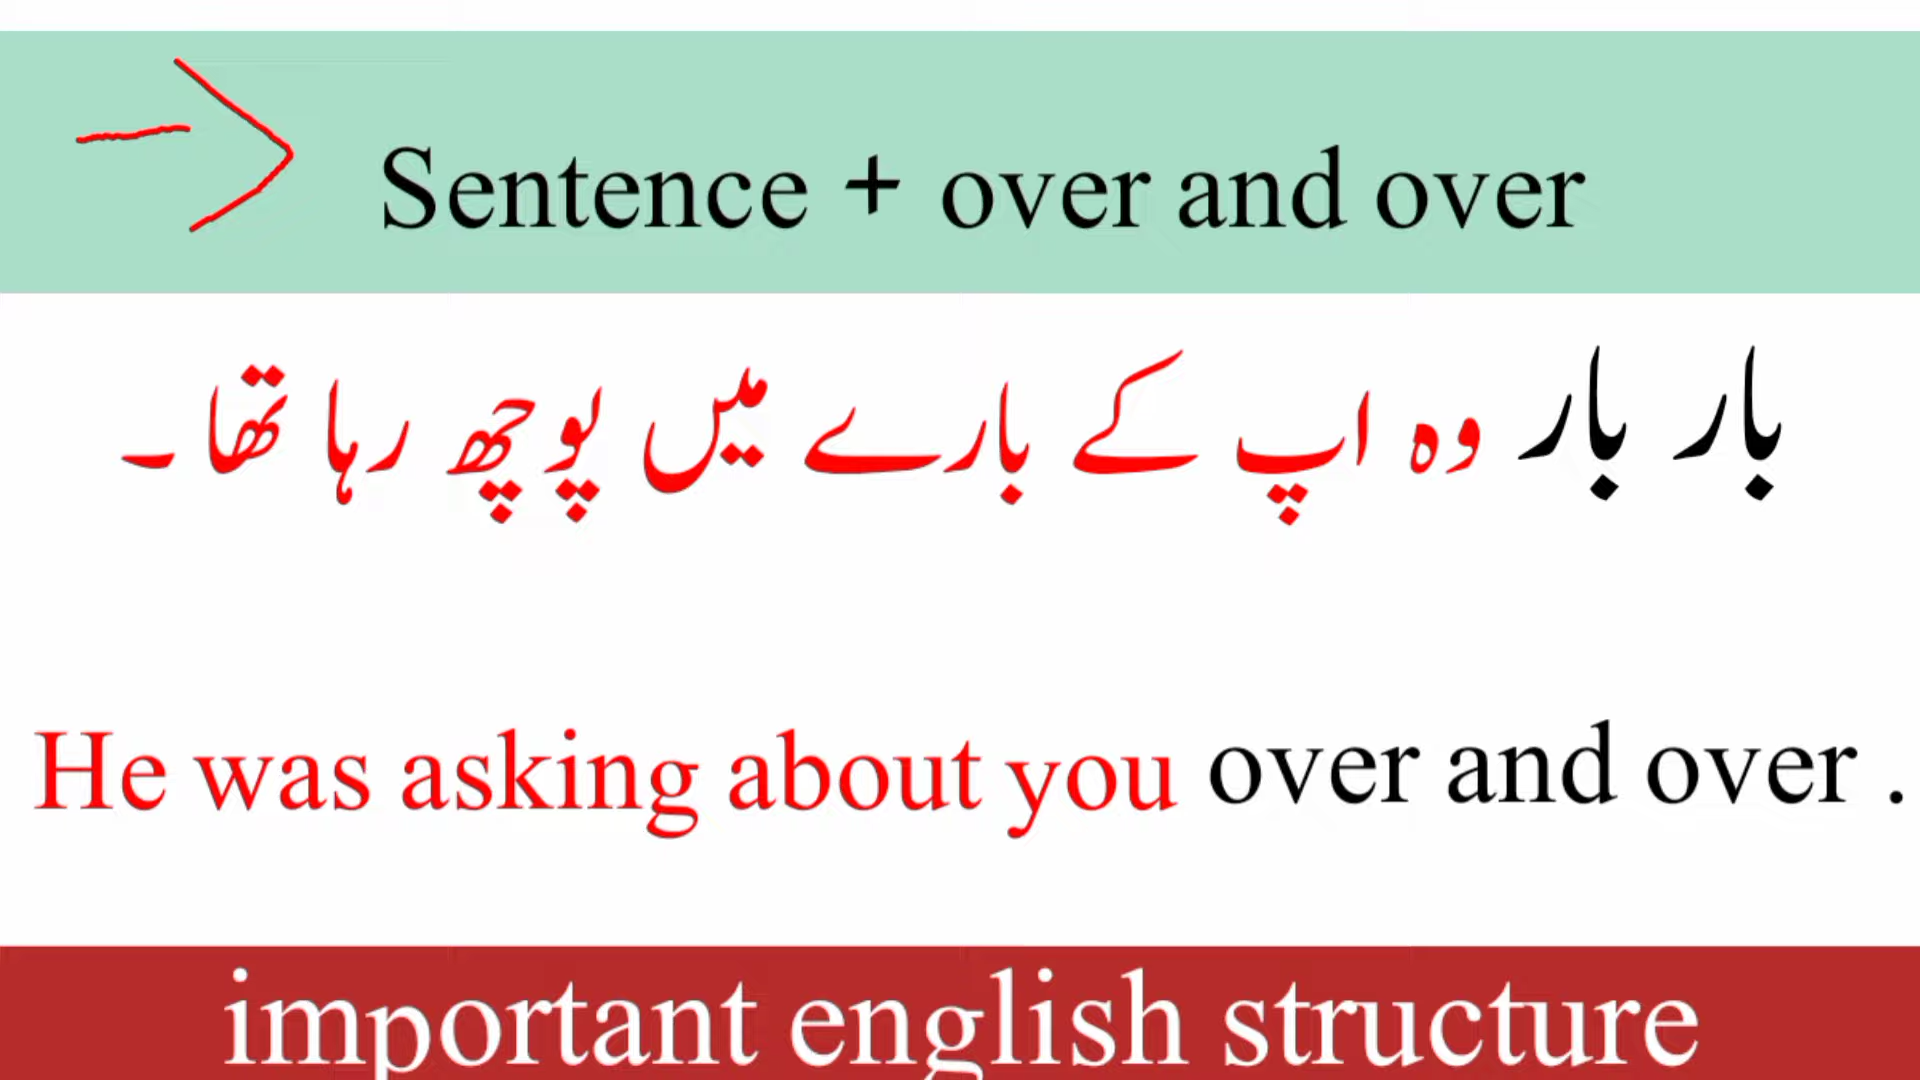 Sentence + over and over
بار بار وہ اپ کے بارے میں پوچھ رہا تھا۔
He was asking about you over and over .
important english structure